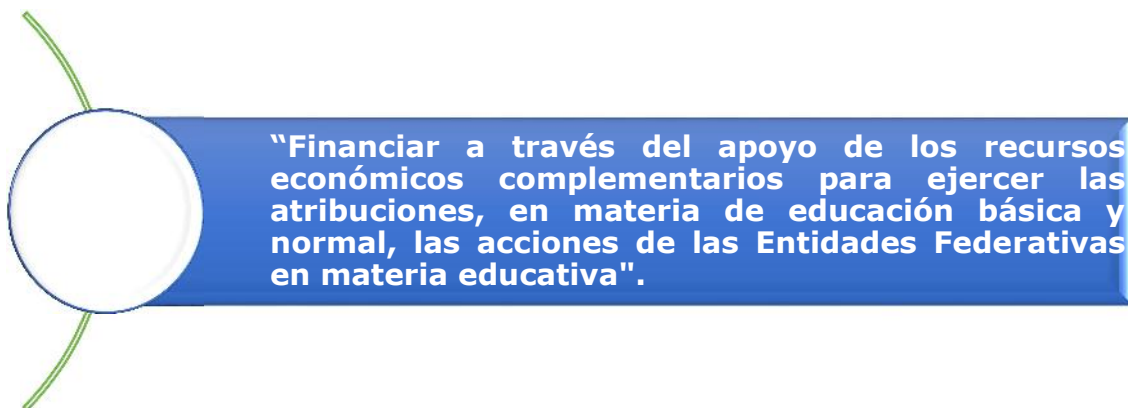 “Financiar a través del apoyo de los recursos
económicos complementarios para ejercer las
atribuciones, en materia de educación básica y
normal, las acciones de las Entidades Federativas
en materia educativa".